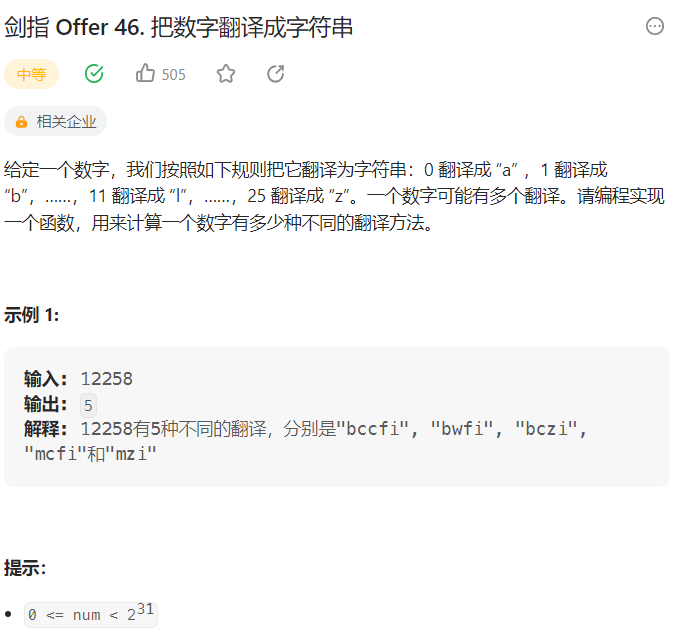 剑指 Offer 46. 把数字翻译成字符串
中等 505
相关企业
给定一个数字，我们按照如下规则把它翻译为字符串：0 翻译成 “a” ，1 翻译成
“b”，……，11 翻译成 “l”，……，25 翻译成 “z”。一个数字可能有多个翻译。请编程实现
一个函数，用来计算一个数字有多少种不同的翻译方法。
示例 1:
输入: 12258
输出: 5
解释: 12258有5种不同的翻译，分别是"bccfi", "bwfi", "bczi",
"mcfi"和"mzi"
提示：
• 0 <= num < 2³¹